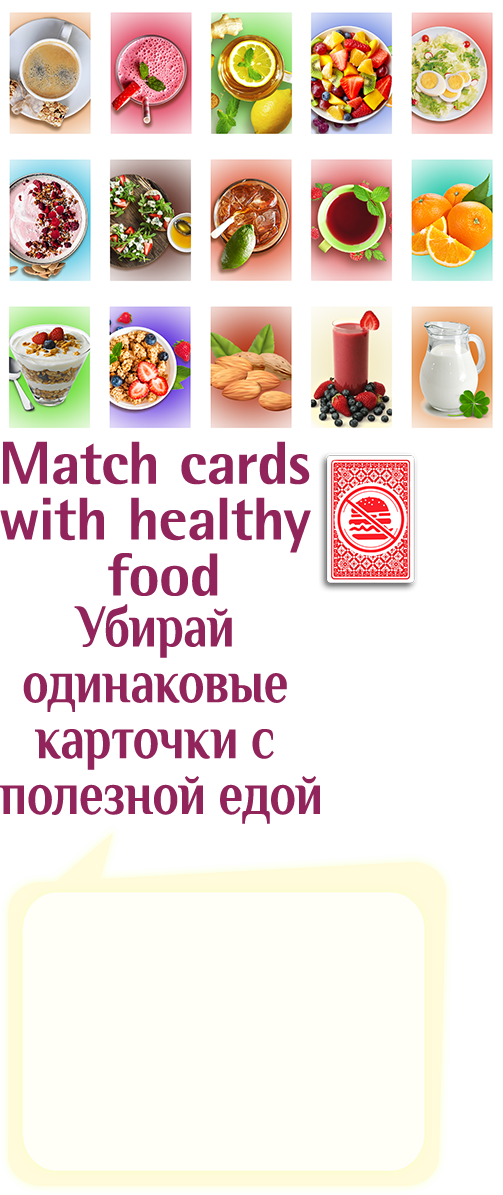 Match cards
with healthy
food
Убирай
одинаковые
карточки с
полезной едой